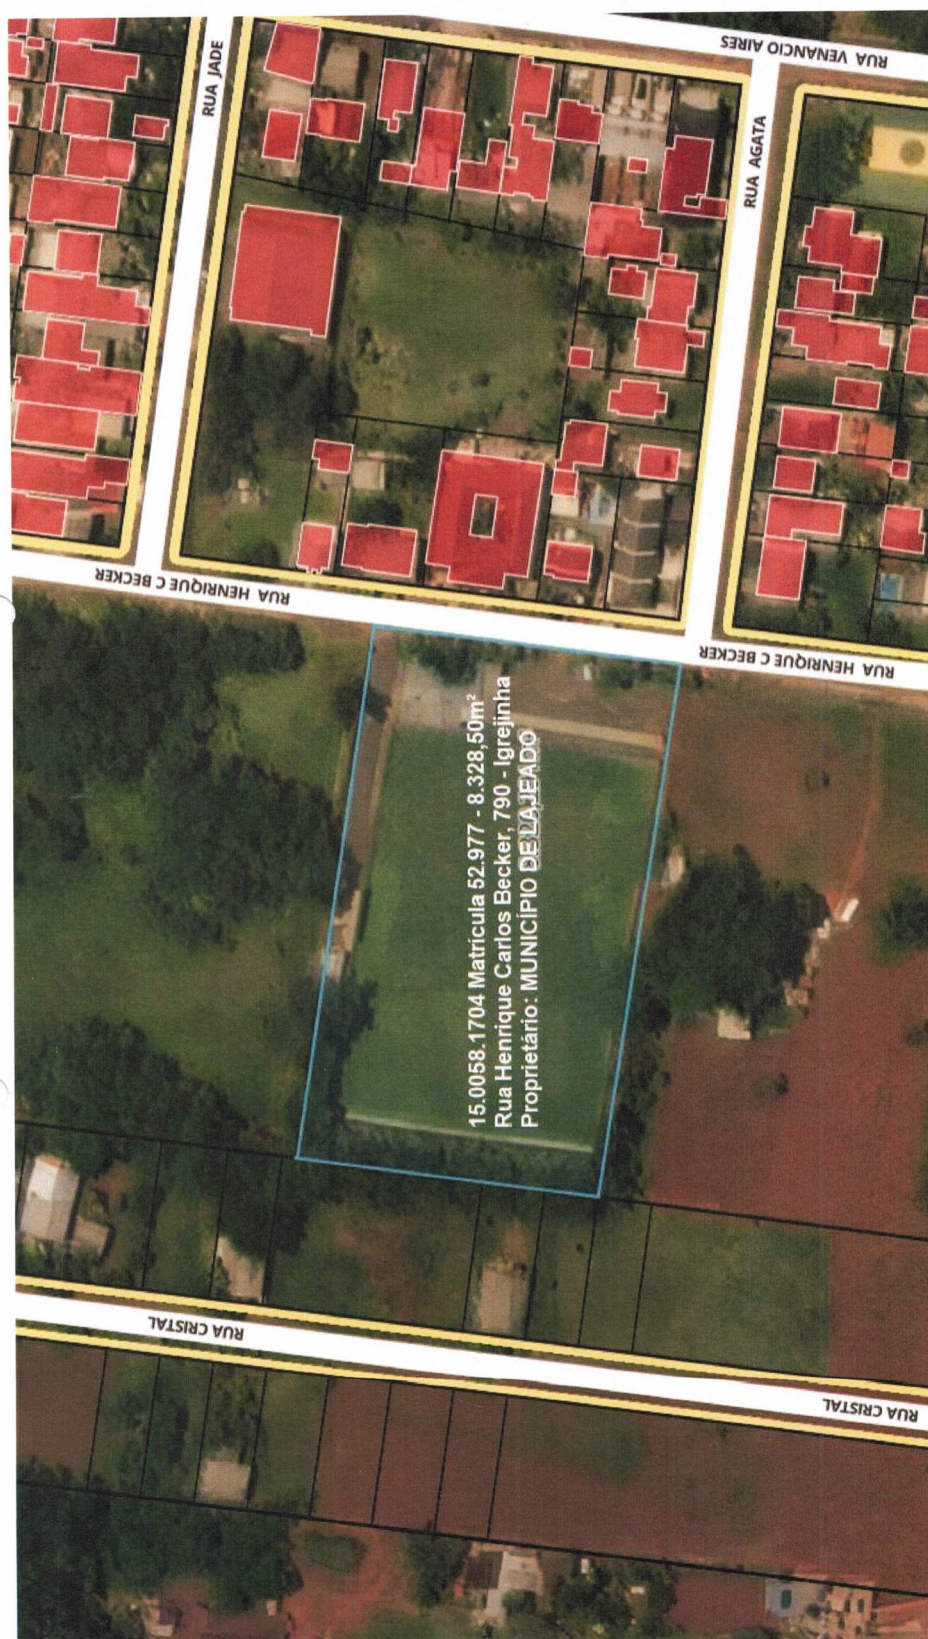 RUA VENANCIO AIRES
RUA JADE
RUA AGATA
RUA HENRIQUE C BECKER
RUA HENRIQUE C BECKER
15.0058.1704 Matrícula 52.977 - 8.328,50m²
Rua Henrique Carlos Becker, 790 - Igrejinha
Proprietário: MUNICÍPIO DE LAJEADO
RUA CRISTAL
RUA CRISTAL